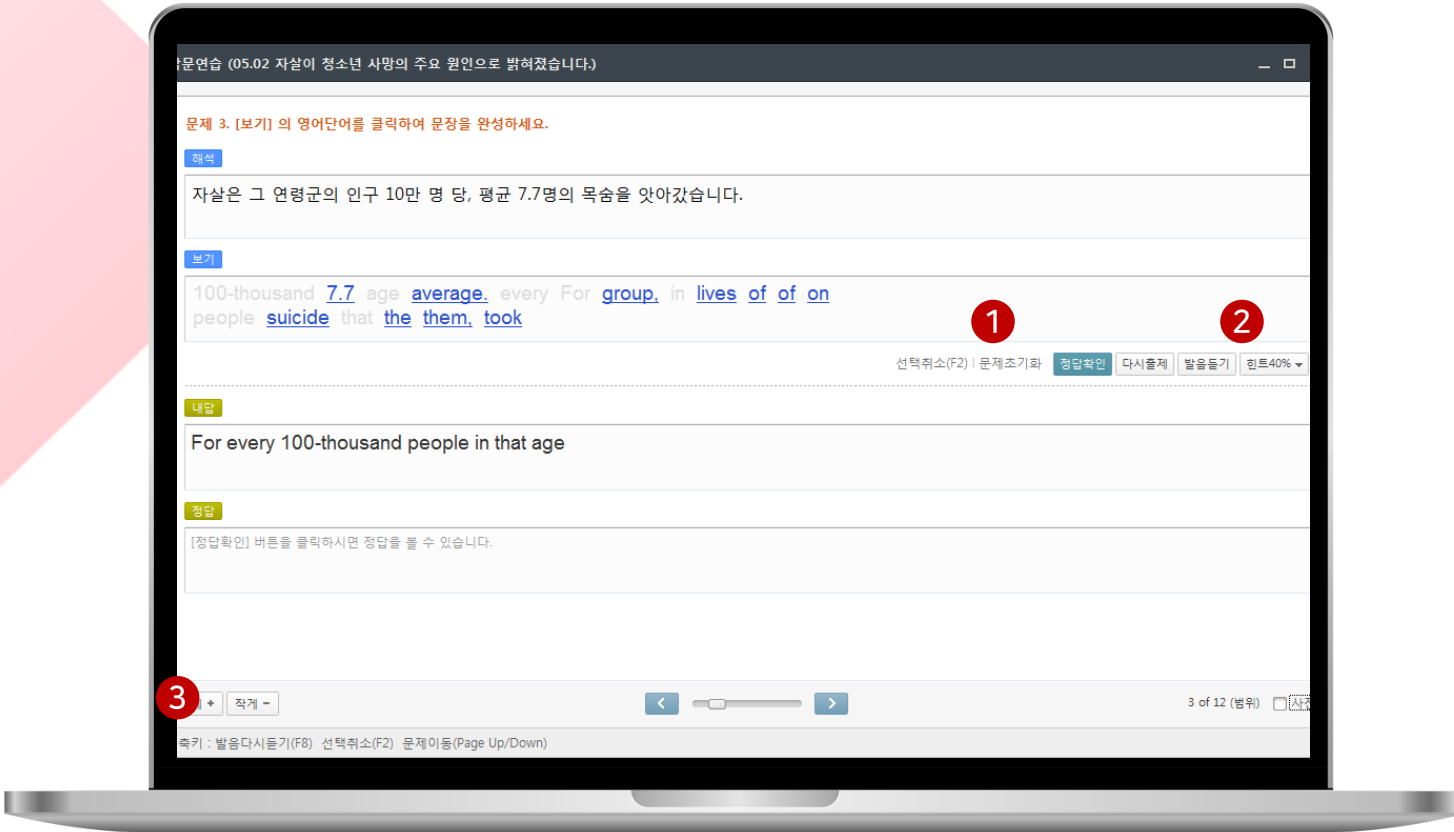 문연습 (05.02 자살이 청소년 사망의 주요 원인으로 밝혀졌습니다.)
문제 3. [보기] 의 영어단어를 클릭하여 문장을 완성하세요.
해석
자살은 그 연령군의 인구 10만 명 당, 평균 7.7명의 목숨을 앗아갔습니다.
보기
100-thousand 7.7 age average. every For group, in lives of of on
people suicide that the them, took
1
2
선택취소(F2) | 문제초기화 정답확인 다시출제 발음듣기 힌트40%
내답
For every 100-thousand people in that age
정답
[정답확인] 버튼을 클릭하시면 정답을 볼 수 있습니다.
3
+ 작게 - 3 of 12 (범위)
축키 : 발음다시듣기(F8) 선택취소(F2) 문제이동(Page Up/Down)